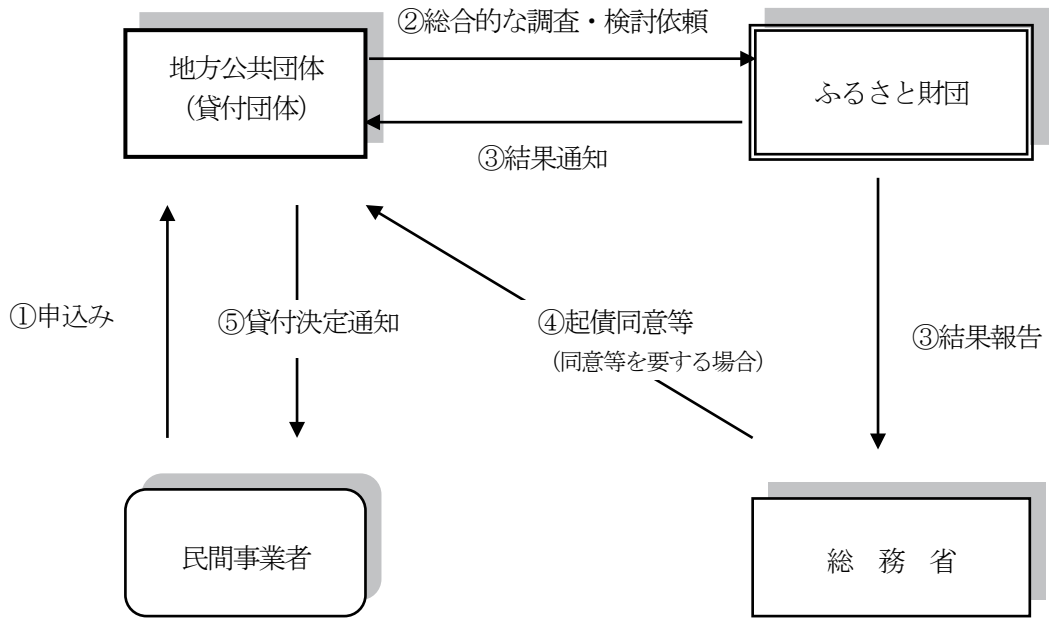 ②総合的な調査・検討依頼
地方公共団体
（貸付団体）
ふるさと財団
③結果通知
①申込み
⑤貸付決定通知
④起債同意等
（同意等を要する場合）
③結果報告
民間事業者
総　務　省